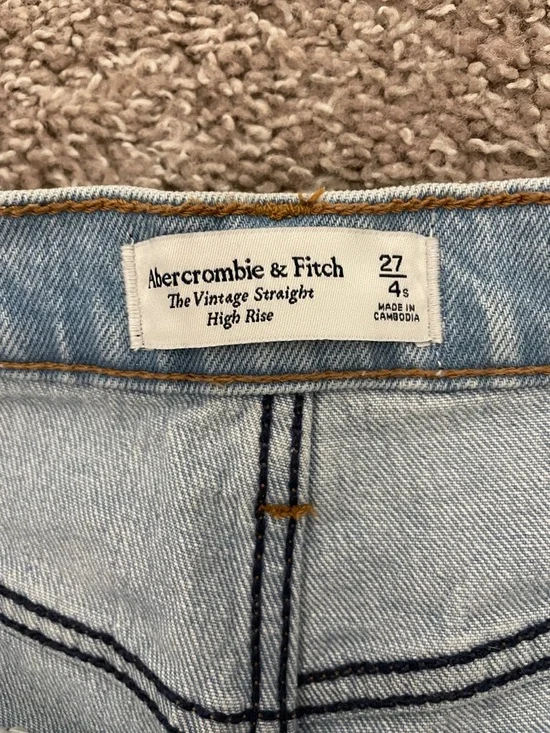 Abercrombie & Fitch
The Vintage Straight
High Rise
27
4s
MADE IN
CAMBODIA